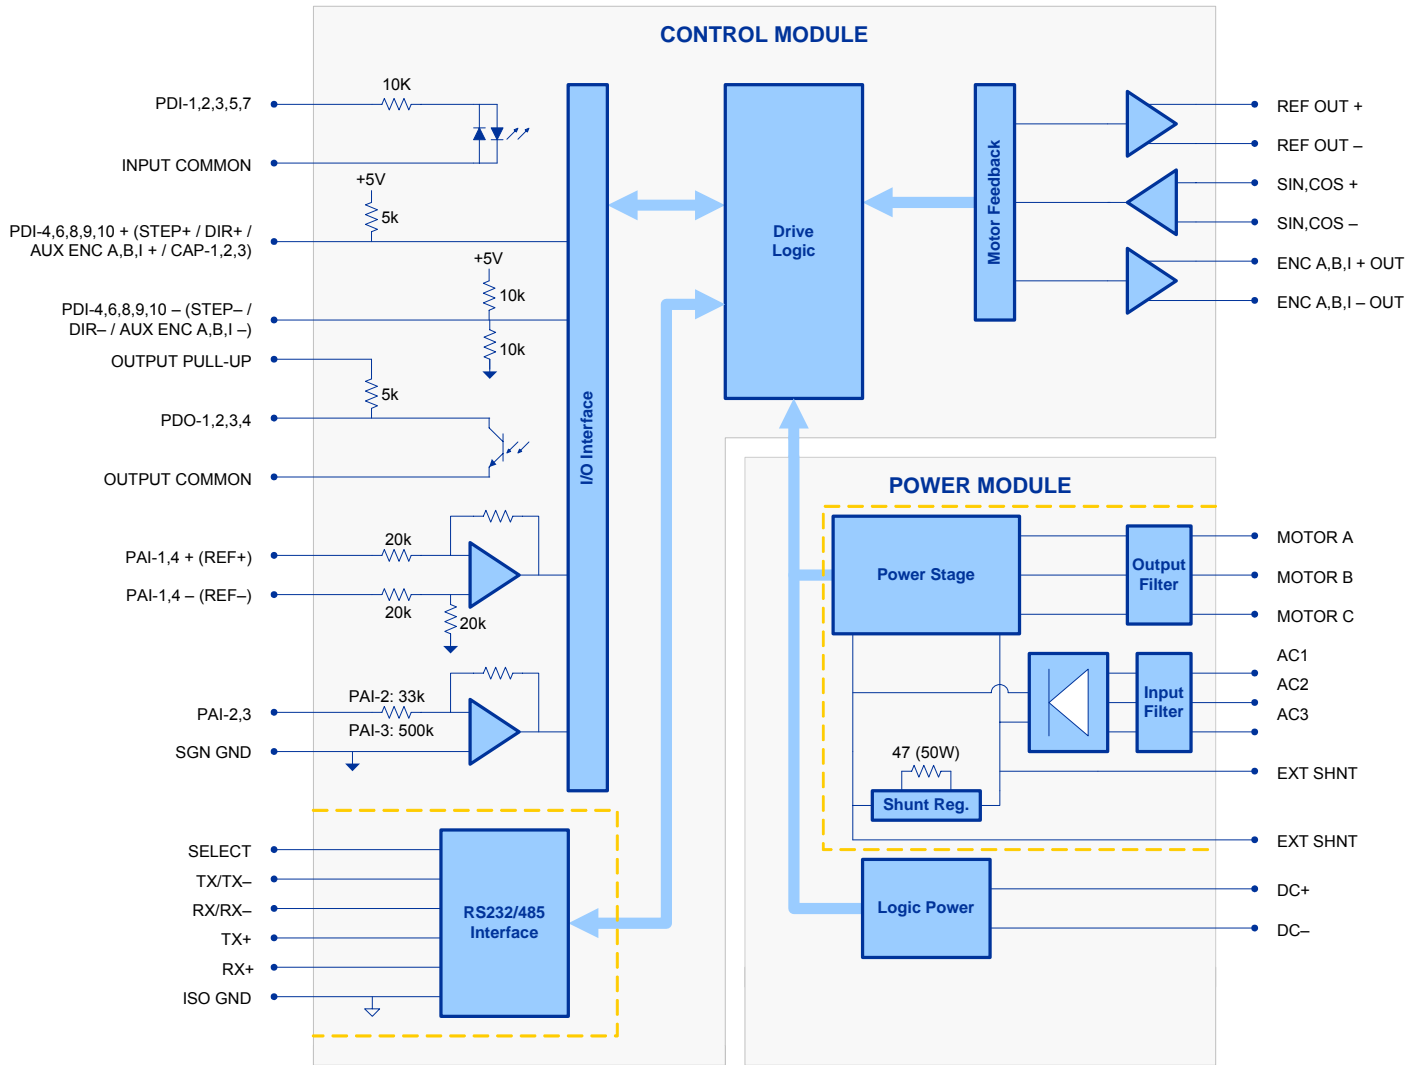 CONTROL MODULE
10K
PDI-1,2,3,5,7
INPUT COMMON
+5V
5k
PDI-4,6,8,9,10 + (STEP+ / DIR+ /
AUX ENC A,B,I + / CAP-1,2,3)
+5V
10k
PDI-4,6,8,9,10 – (STEP– /
DIR– / AUX ENC A,B,I –)
10k
OUTPUT PULL-UP
5k
PDO-1,2,3,4
OUTPUT COMMON
20k
PAI-1,4 + (REF+)
PAI-1,4 – (REF–)
20k
20k
PAI-2: 33k
PAI-2,3
PAI-3: 500k
SGN GND
I/O Interface
SELECT
TX/TX–
RX/RX–
TX+
RX+
ISO GND
RS232/485
Interface
Drive
Logic
Motor Feedback
REF OUT +
REF OUT –
SIN,COS +
SIN,COS –
ENC A,B,I + OUT
ENC A,B,I – OUT
POWER MODULE
Power Stage
Output
Filter
MOTOR A
MOTOR B
MOTOR C
Input
Filter
AC1
AC2
AC3
47 (50W)
Shunt Reg.
EXT SHNT
EXT SHNT
Logic Power
DC+
DC–